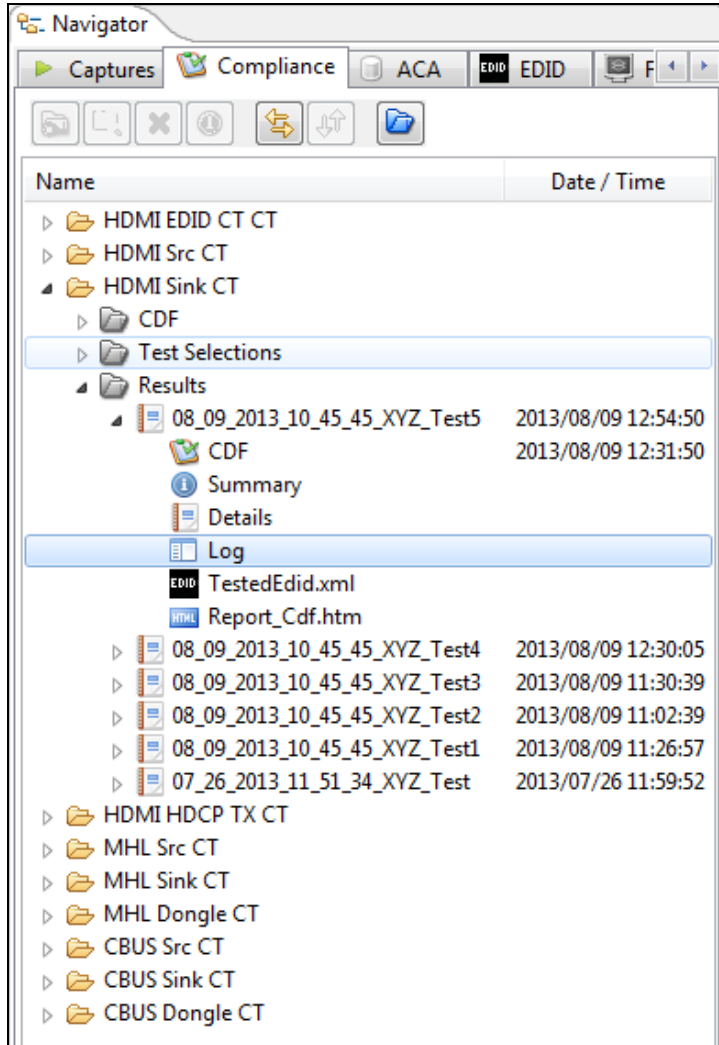 Navigator
Captures Compliance ACA EDID EDID F
Name Date / Time
HDMI EDID CT CT
HDMI Src CT
HDMI Sink CT
CDF
Test Selections
Results
08_09_2013_10_45_45_XYZ_Test5 2013/08/09 12:54:50
CDF 2013/08/09 12:31:50
Summary
Details
Log
EDID TestedEdid.xml
HTML Report_Cdf.htm
08_09_2013_10_45_45_XYZ_Test4 2013/08/09 12:30:05
08_09_2013_10_45_45_XYZ_Test3 2013/08/09 11:30:39
08_09_2013_10_45_45_XYZ_Test2 2013/08/09 11:02:39
08_09_2013_10_45_45_XYZ_Test1 2013/08/09 11:26:57
07_26_2013_11_51_34_XYZ_Test 2013/07/26 11:59:52
HDMI HDCP TX CT
MHL Src CT
MHL Sink CT
MHL Dongle CT
CBUS Src CT
CBUS Sink CT
CBUS Dongle CT